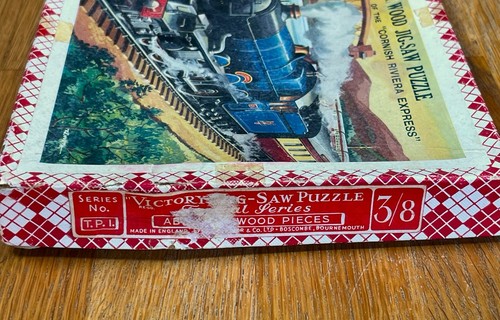 WOOD JIG-SAW PUZZLE
OF THE "CORNISH RIVIERA EXPRESS"
SERIES No. T.P.1.
"VICTORY" JIG-SAW PUZZLE
Series
WOOD PIECES
MADE IN ENGLAND & CO. LTD · BOSCOMBE, BOURNEMOUTH
3/8